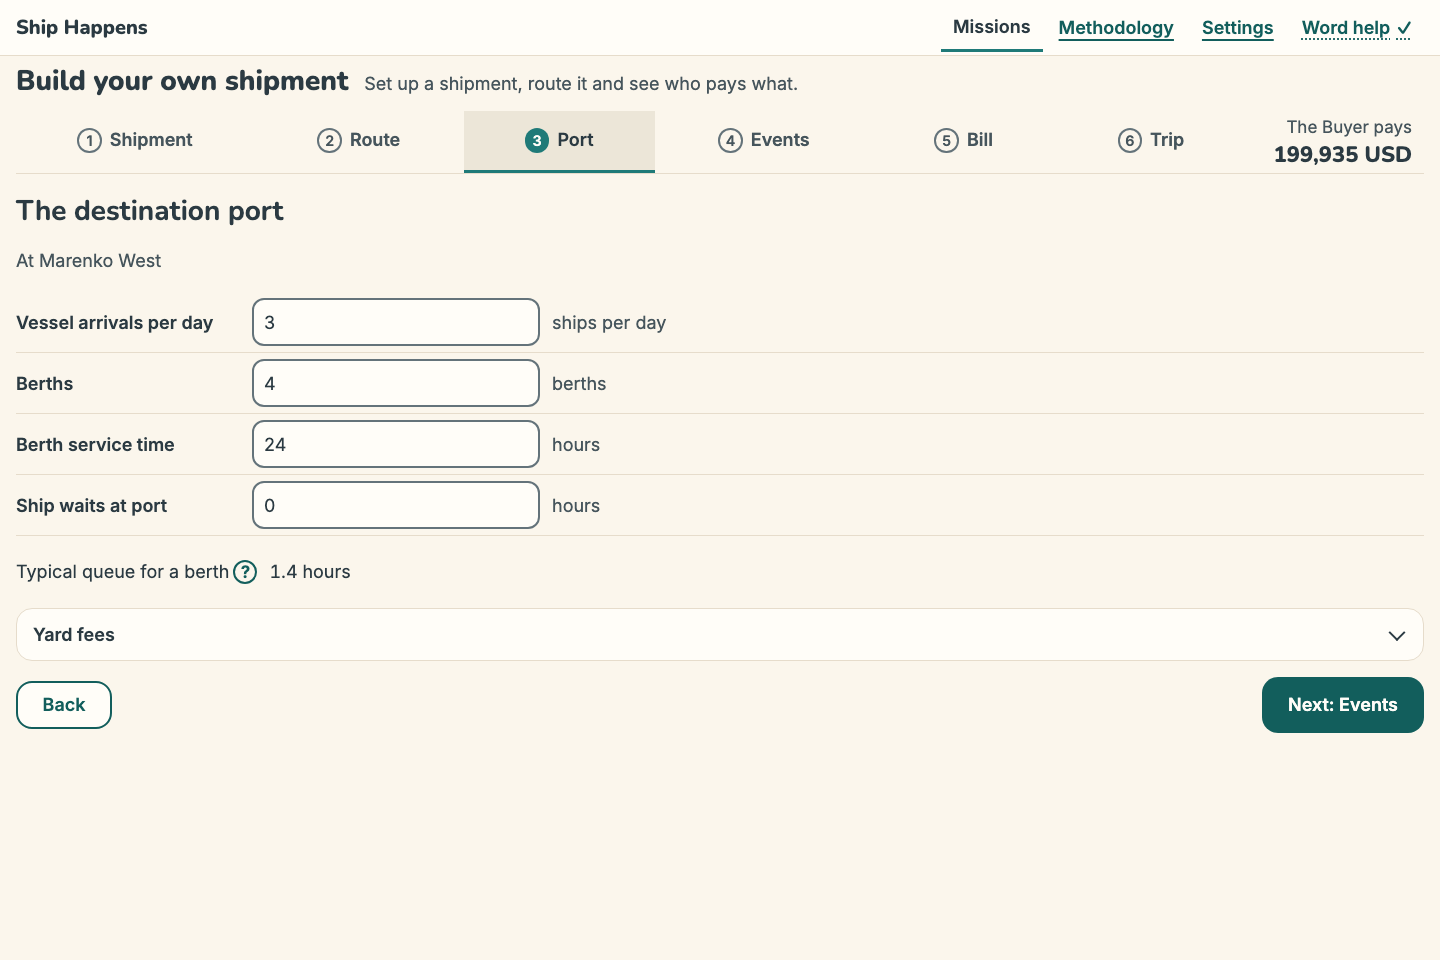 Ship Happens
Missions
Methodology
Settings
Word help ✓
Build your own shipment
Set up a shipment, route it and see who pays what.
1 Shipment
2 Route
3 Port
4 Events
5 Bill
6 Trip
The Buyer pays
199,935 USD
The destination port
At Marenko West
Vessel arrivals per day 3 ships per day
Berths 4 berths
Berth service time 24 hours
Ship waits at port 0 hours
Typical queue for a berth ? 1.4 hours
Yard fees
Back
Next: Events